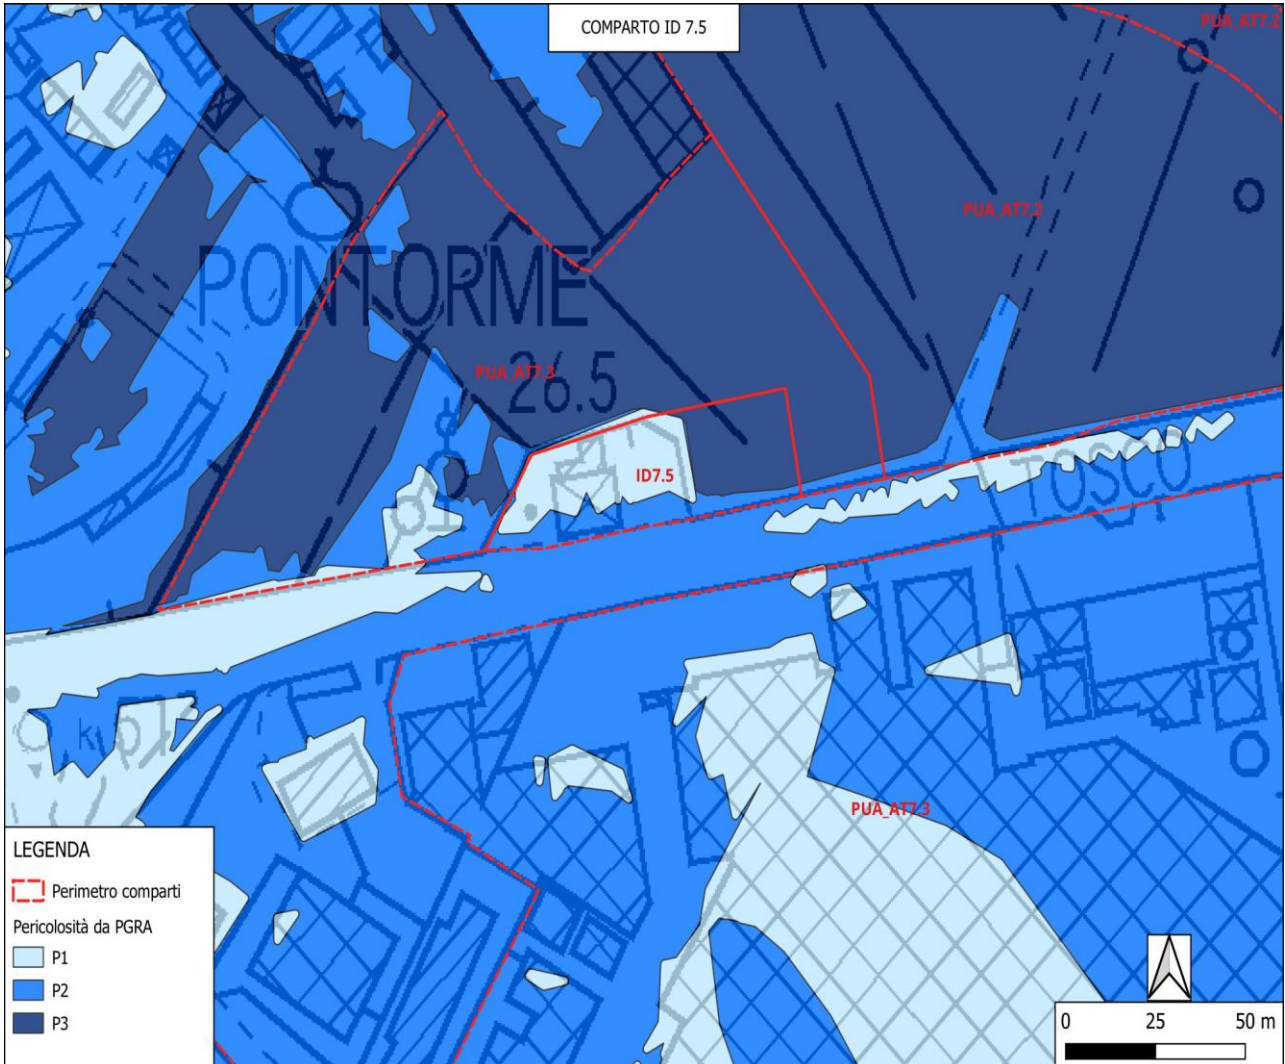 COMPARTO ID 7.5
PUA_AT7.2
PUA_AT7.2
PONTORME
26.5
PUA_AT7.3
ID7.5
TOSCO
PUA_AT7.3
LEGENDA
Perimetro comparti
Pericolosità da PGRA
P1
P2
P3
0 25 50 m